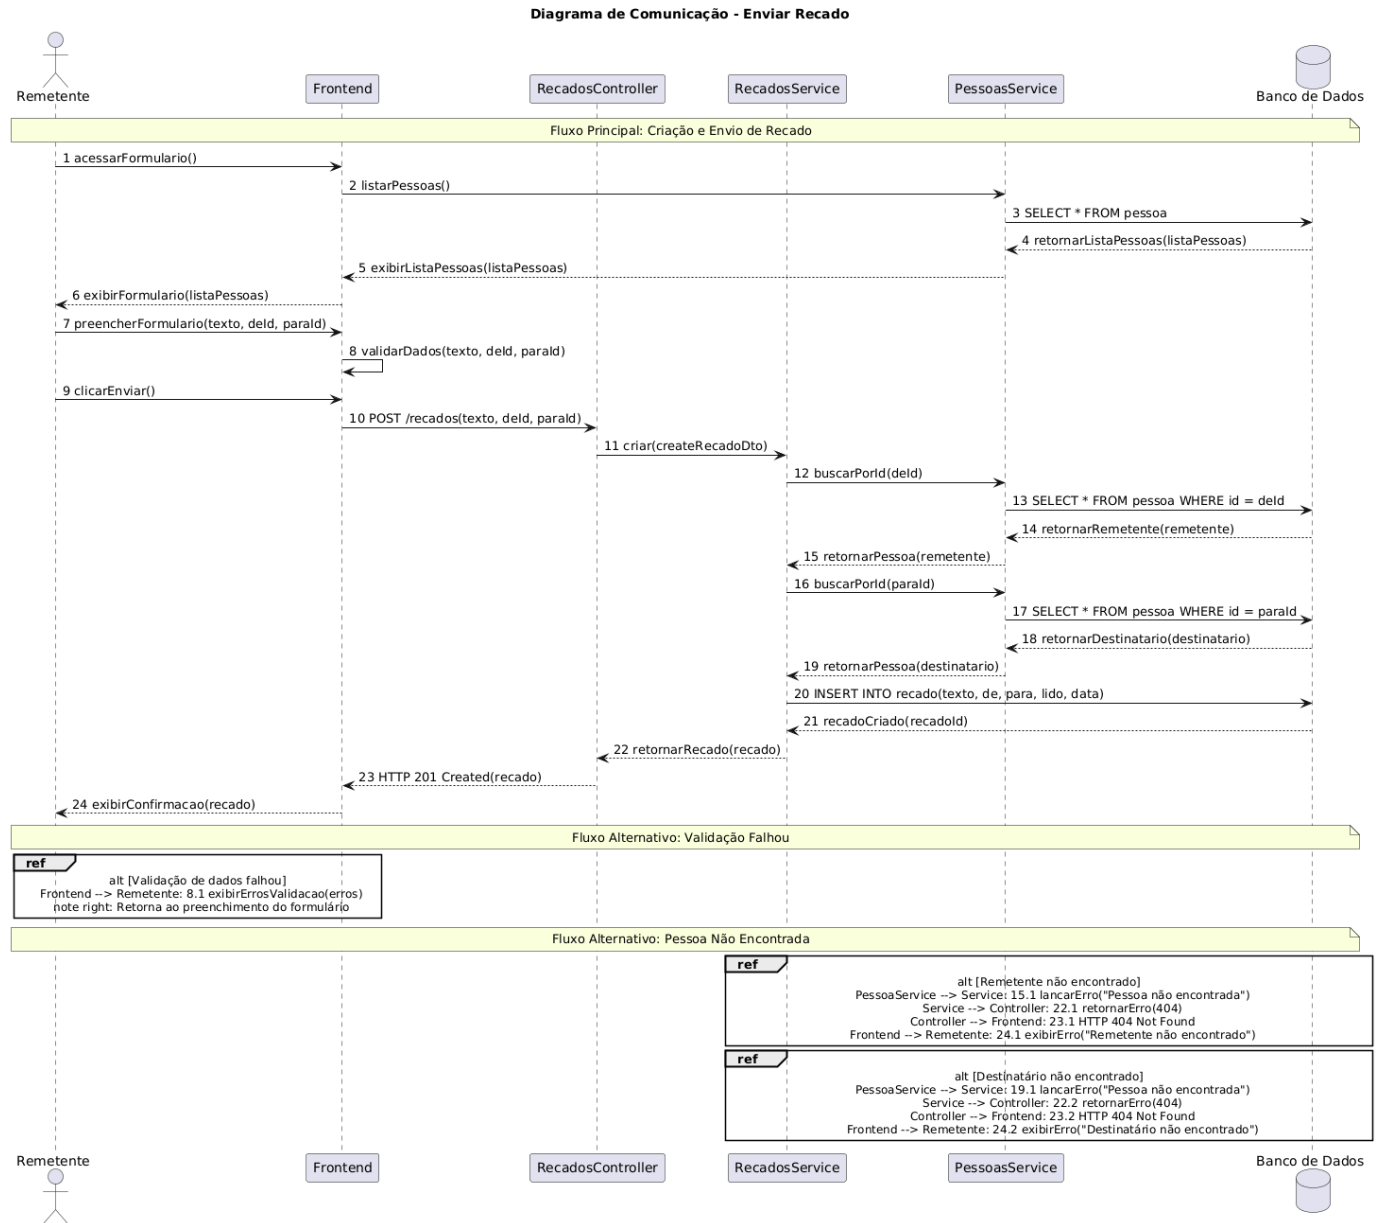 Diagrama de Comunicação - Enviar Recado
Remetente
Frontend
RecadosController
RecadosService
PessoasService
Banco de Dados
Fluxo Principal: Criação e Envio de Recado
1 acessarFormulario()
2 listarPessoas()
3 SELECT * FROM pessoa
4 retornarListaPessoas(listaPessoas)
5 exibirListaPessoas(listaPessoas)
6 exibirFormulario(listaPessoas)
7 preencherFormulario(texto, deId, paraId)
8 validarDados(texto, deId, paraId)
9 clicarEnviar()
10 POST /recados(texto, deId, paraId)
11 criar(createRecadoDto)
12 buscarPorId(deId)
13 SELECT * FROM pessoa WHERE id = deId
14 retornarRemetente(remetente)
15 retornarPessoa(remetente)
16 buscarPorId(paraId)
17 SELECT * FROM pessoa WHERE id = paraId
18 retornarDestinatario(destinatario)
19 retornarPessoa(destinatario)
20 INSERT INTO recado(texto, de, para, lido, data)
21 recadoCriado(recadoId)
22 retornarRecado(recado)
23 HTTP 201 Created(recado)
24 exibirConfirmacao(recado)
Fluxo Alternativo: Validação Falhou
ref
alt [Validação de dados falhou]
Frontend --> Remetente: 8.1 exibirErrosValidacao(erros)
note right: Retorna ao preenchimento do formulário
Fluxo Alternativo: Pessoa Não Encontrada
ref
alt [Remetente não encontrado]
PessoaService --> Service: 15.1 lancarErro("Pessoa não encontrada")
Service --> Controller: 22.1 retornarErro(404)
Controller --> Frontend: 23.1 HTTP 404 Not Found
Frontend --> Remetente: 24.1 exibirErro("Remetente não encontrado")
ref
alt [Destinatário não encontrado]
PessoaService --> Service: 19.1 lancarErro("Pessoa não encontrada")
Service --> Controller: 22.2 retornarErro(404)
Controller --> Frontend: 23.2 HTTP 404 Not Found
Frontend --> Remetente: 24.2 exibirErro("Destinatário não encontrado")
Remetente
Frontend
RecadosController
RecadosService
PessoasService
Banco de Dados